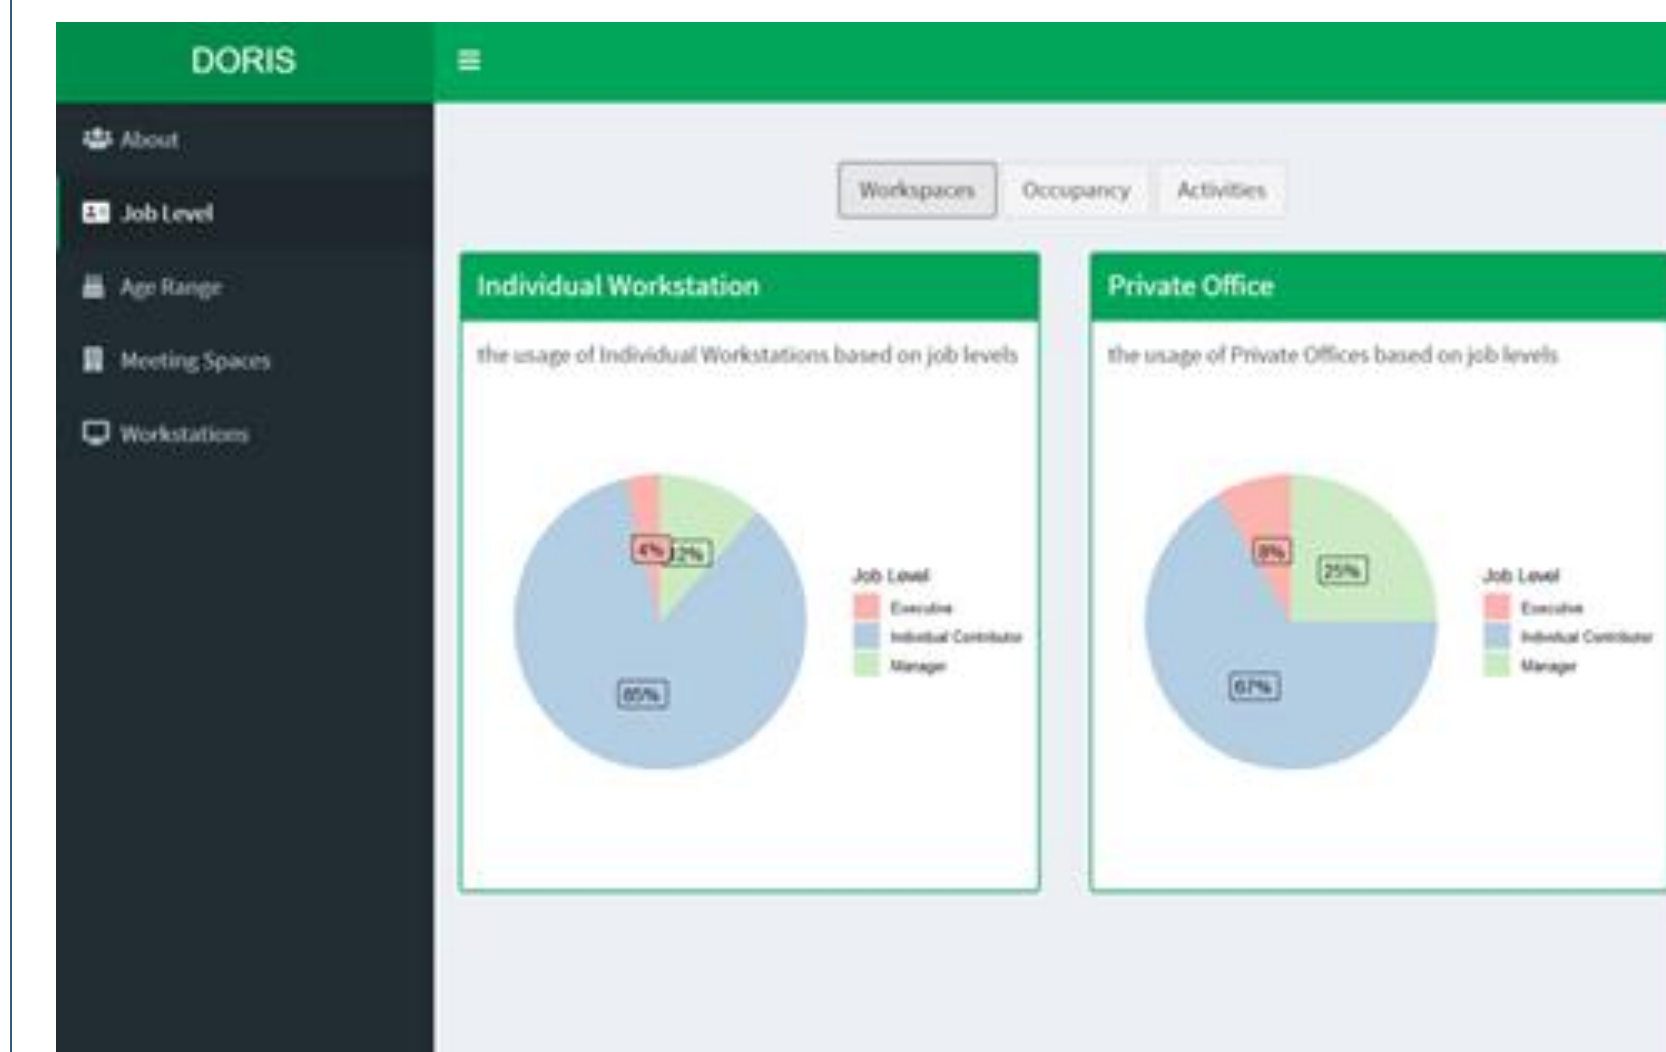 DORIS
About
Job Level
Age Range
Meeting Spaces
Workstations
Workspaces Occupancy Activities
Individual Workstation
the usage of Individual Workstations based on job levels
4%
12%
85%
Job Level
Executive
Individual Contributor
Manager
Private Office
the usage of Private Offices based on job levels
8%
25%
67%
Job Level
Executive
Individual Contributor
Manager